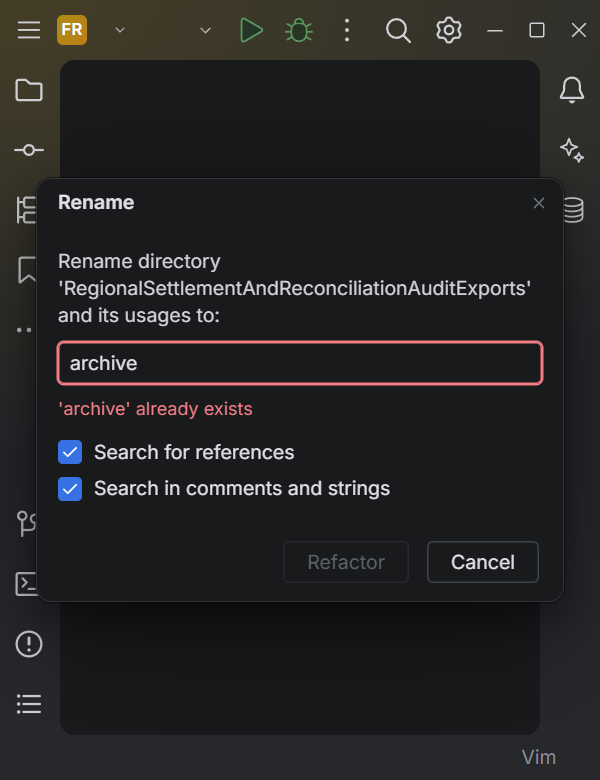 FR
Rename
Rename directory
'RegionalSettlementAndReconciliationAuditExports'
and its usages to:
archive
'archive' already exists
Search for references
Search in comments and strings
Refactor
Cancel
Vim